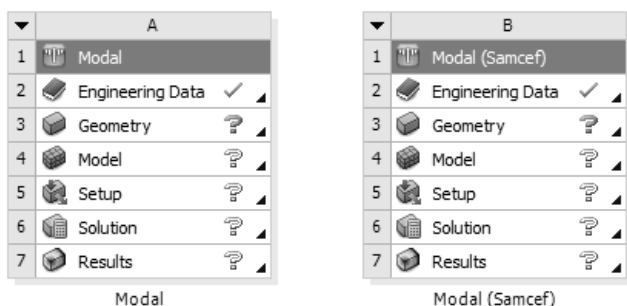 A
1 Modal
2 Engineering Data
3 Geometry
4 Model
5 Setup
6 Solution
7 Results
Modal
B
1 Modal (Samcef)
2 Engineering Data
3 Geometry
4 Model
5 Setup
6 Solution
7 Results
Modal (Samcef)